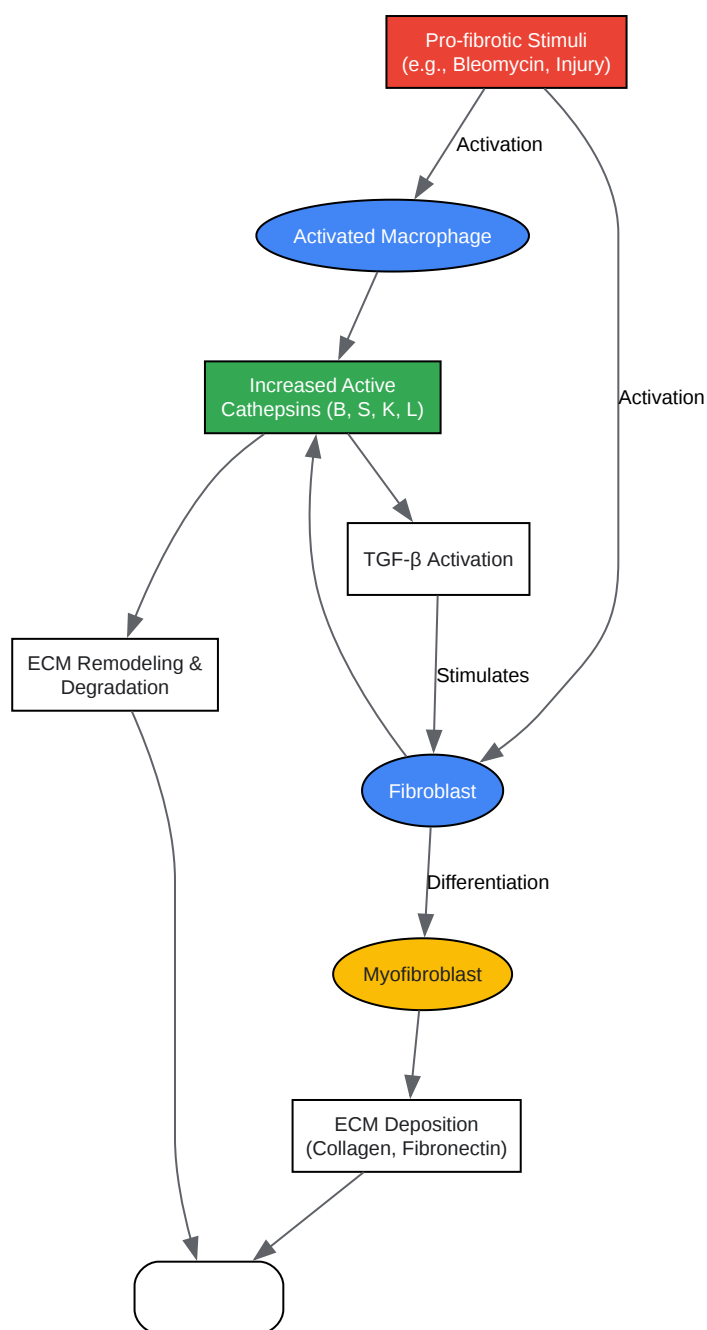 Pro-fibrotic Stimuli
(e.g., Bleomycin, Injury)
Activation
Activated Macrophage
Increased Active
Cathepsins (B, S, K, L)
Activation
TGF-β Activation
ECM Remodeling &
Degradation
Stimulates
Fibroblast
Differentiation
Myofibroblast
ECM Deposition
(Collagen, Fibronectin)